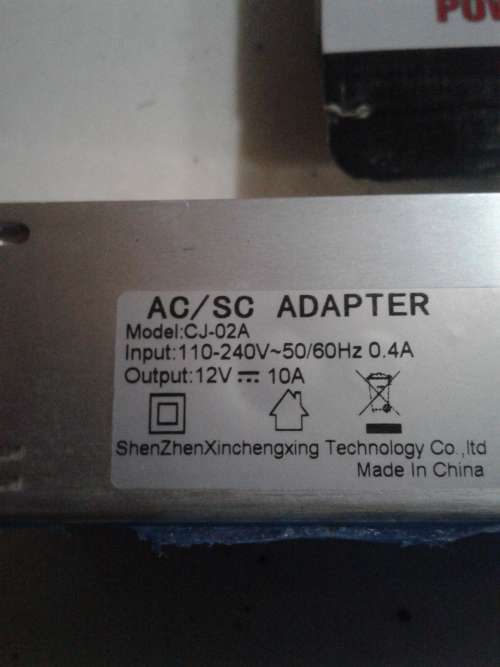 AC/SC ADAPTER
Model:CJ-02A
Input:110-240V~50/60Hz 0.4A
Output:12V ⎓ 10A
ShenZhenXinchengxing Technology Co.,ltd
Made In China